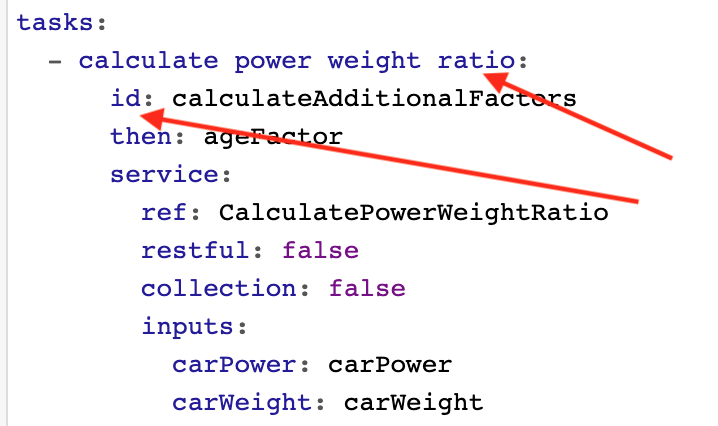 tasks:
- calculate power weight ratio:
id: calculateAdditionalFactors
then: ageFactor
service:
ref: CalculatePowerWeightRatio
restful: false
collection: false
inputs:
carPower: carPower
carWeight: carWeight